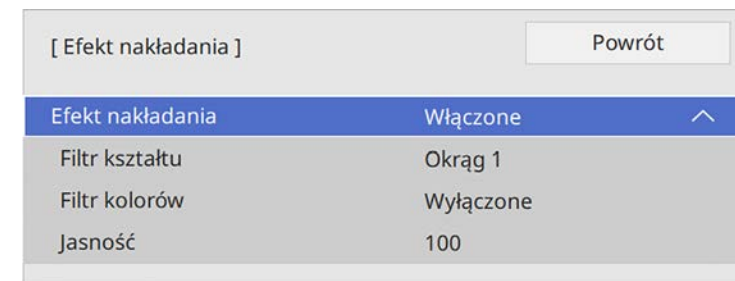 [ Efekt nakładania ] Powrót
Efekt nakładania Włączone
Filtr kształtu Okrąg 1
Filtr kolorów Wyłączone
Jasność 100